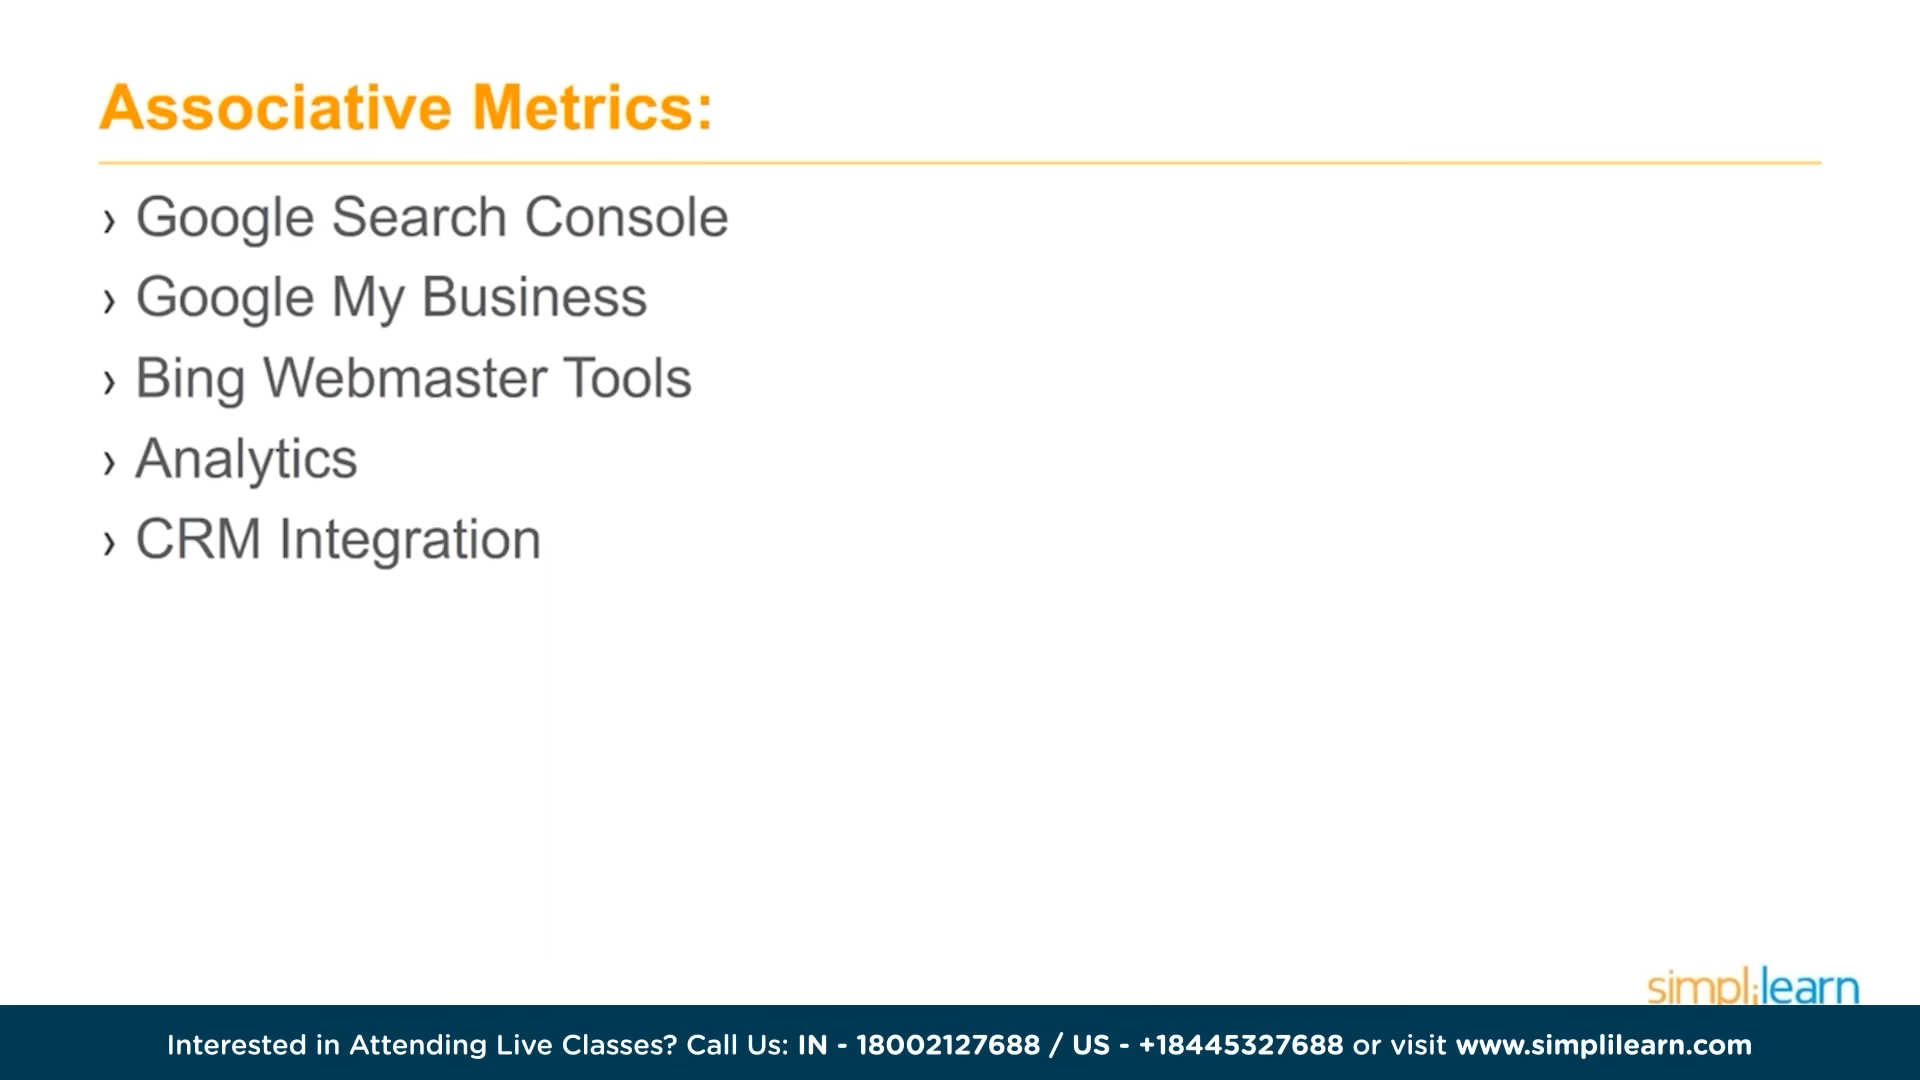 Associative Metrics:
› Google Search Console
› Google My Business
› Bing Webmaster Tools
› Analytics
› CRM Integration
simplilearn
Interested in Attending Live Classes? Call Us: IN - 18002127688 / US - +18445327688 or visit www.simplilearn.com